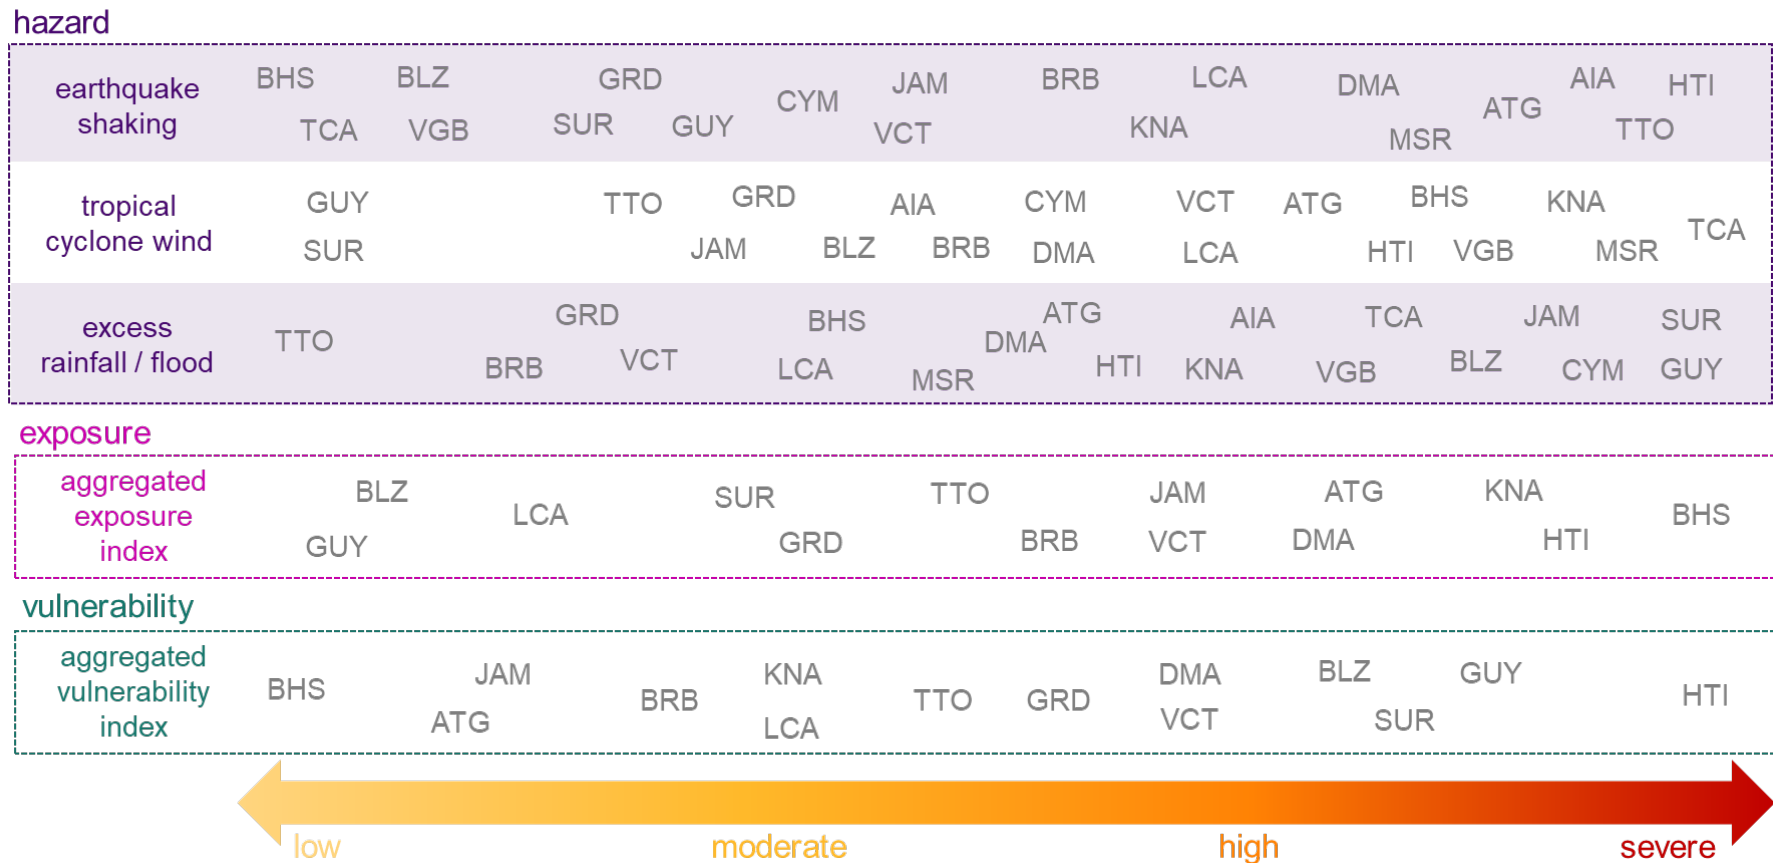 hazard
earthquake
shaking
BHS BLZ GRD CYM JAM BRB LCA DMA ATG AIA HTI
TCA VGB SUR GUY VCT KNA MSR TTO
tropical
cyclone wind
GUY TTO GRD AIA CYM VCT ATG BHS KNA TCA
SUR JAM BLZ BRB DMA LCA HTI VGB MSR
excess
rainfall / flood
TTO GRD BHS DMA ATG AIA TCA JAM SUR
BRB VCT LCA MSR HTI KNA VGB BLZ CYM GUY
exposure
aggregated
exposure
index
BLZ LCA SUR TTO JAM ATG KNA BHS
GUY GRD BRB VCT DMA HTI
vulnerability
aggregated
vulnerability
index
BHS JAM KNA DMA BLZ GUY HTI
ATG BRB LCA TTO GRD VCT SUR
low moderate high severe